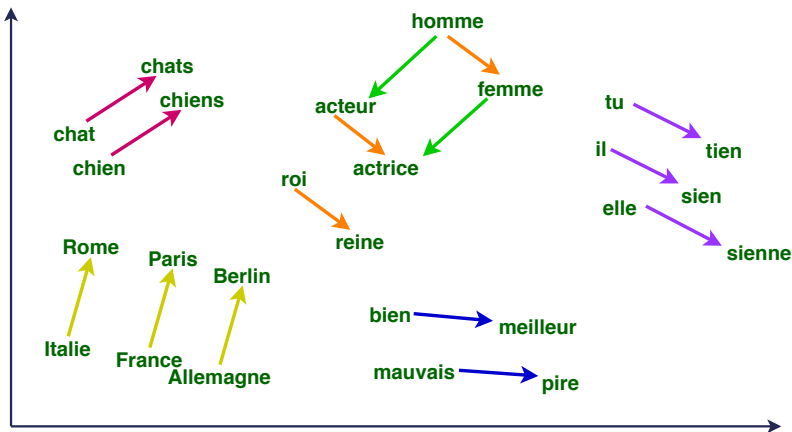 homme
chats
femme
chiens
acteur
tu
chat
il
tien
chien
actrice
roi
sien
elle
reine
Rome
sienne
Paris
Berlin
bien
meilleur
Italie
France
Allemagne
mauvais
pire